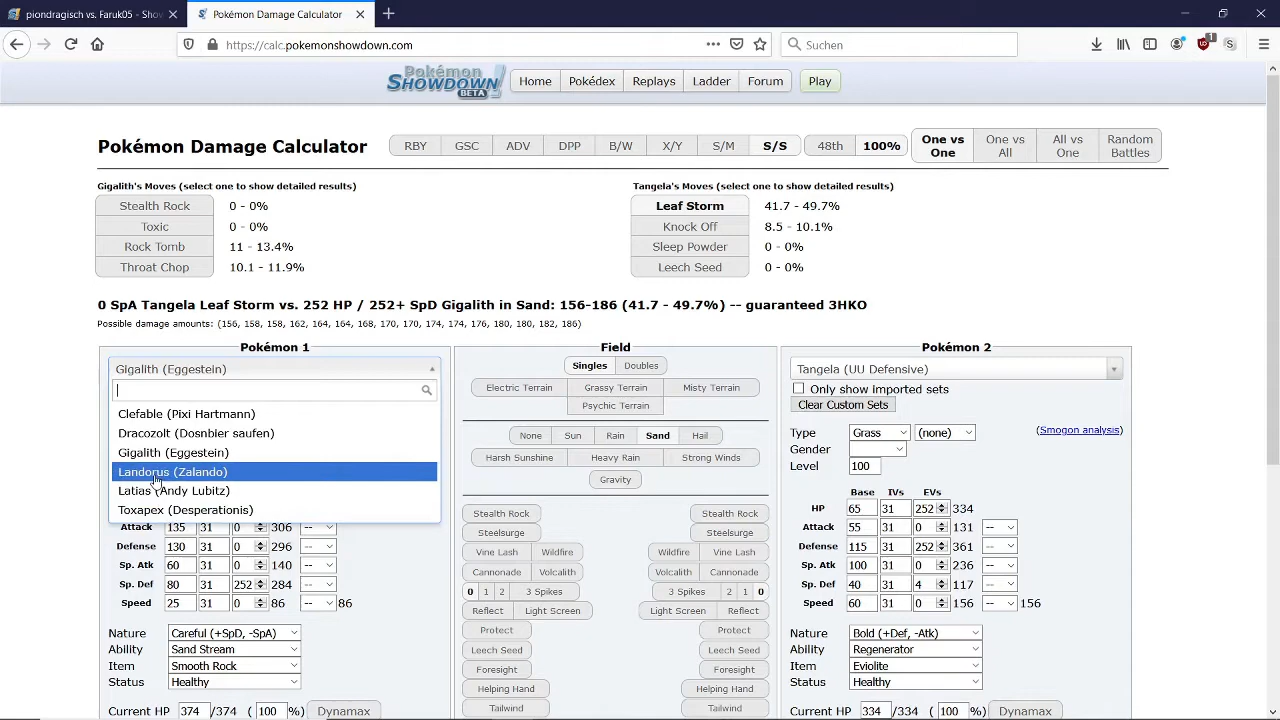 piondragisch vs. Faruk05 - Show
Pokémon Damage Calculator
https://calc.pokemonshowdown.com
Suchen
1
S
Pokémon
SHOWDOWN!
BETA
Home
Pokédex
Replays
Ladder
Forum
Play
Pokémon Damage Calculator
RBY
GSC
ADV
DPP
B/W
X/Y
S/M
S/S
48th
100%
One vs
One
One vs
All
All vs
One
Random
Battles
Gigalith's Moves (select one to show detailed results)
Stealth Rock 0 - 0%
Toxic 0 - 0%
Rock Tomb 11 - 13.4%
Throat Chop 10.1 - 11.9%
Tangela's Moves (select one to show detailed results)
Leaf Storm 41.7 - 49.7%
Knock Off 8.5 - 10.1%
Sleep Powder 0 - 0%
Leech Seed 0 - 0%
0 SpA Tangela Leaf Storm vs. 252 HP / 252+ SpD Gigalith in Sand: 156-186 (41.7 - 49.7%) -- guaranteed 3HKO
Possible damage amounts: (156, 158, 158, 162, 164, 164, 168, 170, 170, 174, 174, 176, 180, 180, 182, 186)
Pokémon 1
Gigalith (Eggestein)
Clefable (Pixi Hartmann)
Dracozolt (Dosnbier saufen)
Gigalith (Eggestein)
Landorus (Zalando)
Latias (Andy Lubitz)
Toxapex (Desperationis)
Attack 135 31 0 306 --
Defense 130 31 0 296 --
Sp. Atk 60 31 0 140 --
Sp. Def 80 31 252 284 --
Speed 25 31 0 86 -- 86
Nature Careful (+SpD, -SpA)
Ability Sand Stream
Item Smooth Rock
Status Healthy
Current HP 374 /374 ( 100 %) Dynamax
Field
Singles Doubles
Electric Terrain Grassy Terrain Misty Terrain
Psychic Terrain
None Sun Rain Sand Hail
Harsh Sunshine Heavy Rain Strong Winds
Gravity
Stealth Rock Stealth Rock
Steelsurge Steelsurge
Vine Lash Wildfire Wildfire Vine Lash
Cannonade Volcalith Volcalith Cannonade
0 1 2 3 Spikes 3 Spikes 2 1 0
Reflect Light Screen Light Screen Reflect
Protect Protect
Leech Seed Leech Seed
Foresight Foresight
Helping Hand Helping Hand
Tailwind Tailwind
Pokémon 2
Tangela (UU Defensive)
Only show imported sets
Clear Custom Sets
Type Grass (none) (Smogon analysis)
Gender
Level 100
Base IVs EVs
HP 65 31 252 334
Attack 55 31 0 131 --
Defense 115 31 252 361 --
Sp. Atk 100 31 0 236 --
Sp. Def 40 31 4 117 --
Speed 60 31 0 156 -- 156
Nature Bold (+Def, -Atk)
Ability Regenerator
Item Eviolite
Status Healthy
Current HP 334 /334 ( 100 %) Dynamax